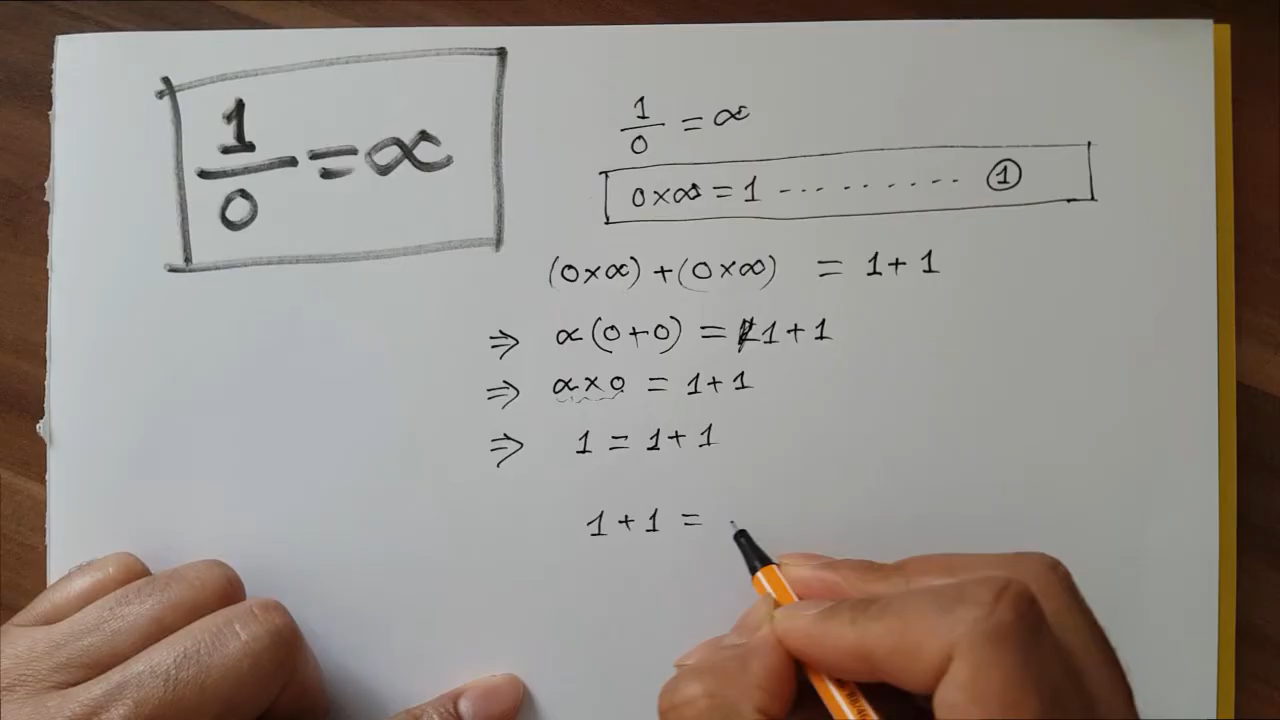 1/0 = ∝
1/0 = ∝
0×∞ = 1 - - - - - - - - - - ①
(0×∝) + (0×∞) = 1+1
⇒ ∝(0+0) = 1+1
⇒ ∝×0 = 1+1
⇒ 1 = 1+1
1+1 =